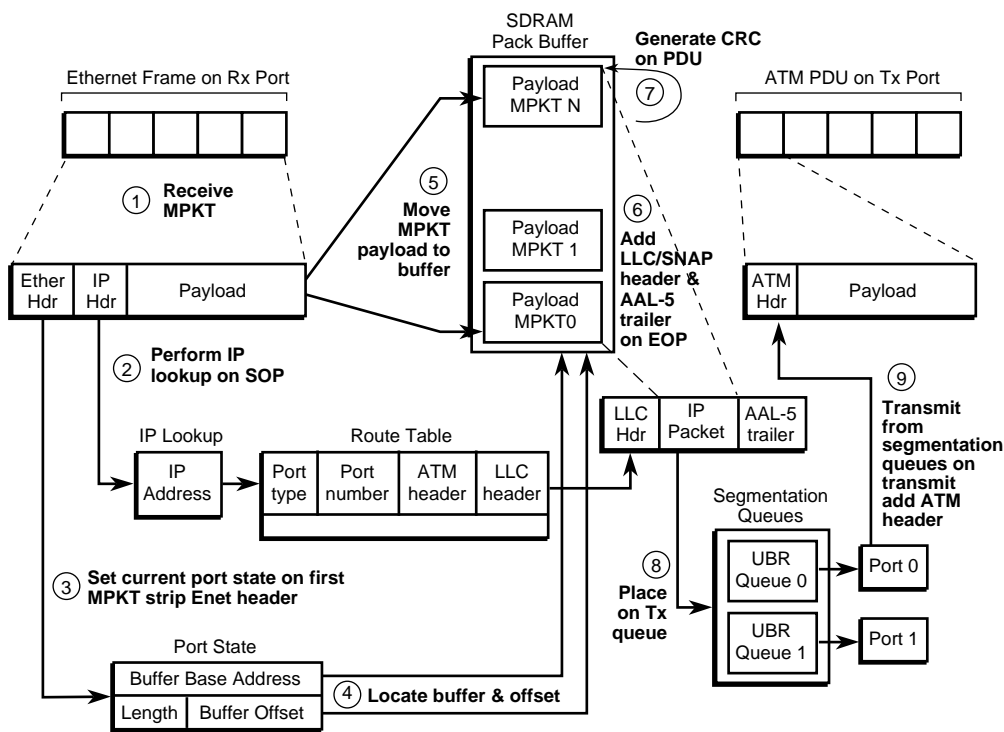 SDRAM
Pack Buffer
Generate CRC
on PDU
7
Ethernet Frame on Rx Port
ATM PDU on Tx Port
Payload
MPKT N
1
Receive
MPKT
5
Move
MPKT
payload to
buffer
Payload
MPKT 1
Payload
MPKT0
6
Add
LLC/SNAP
header &
AAL-5
trailer
on EOP
Ether
Hdr
IP
Hdr
Payload
ATM
Hdr
Payload
2
Perform IP
lookup on SOP
9
Transmit
from
segmentation
queues on
transmit
add ATM
header
LLC
Hdr
IP
Packet
AAL-5
trailer
IP Lookup
IP
Address
Route Table
Port
type
Port
number
ATM
header
LLC
header
Segmentation
Queues
UBR
Queue 0
Port 0
UBR
Queue 1
Port 1
8
Place
on Tx
queue
3
Set current port state on first
MPKT strip Enet header
Port State
Buffer Base Address
Length
Buffer Offset
4
Locate buffer & offset